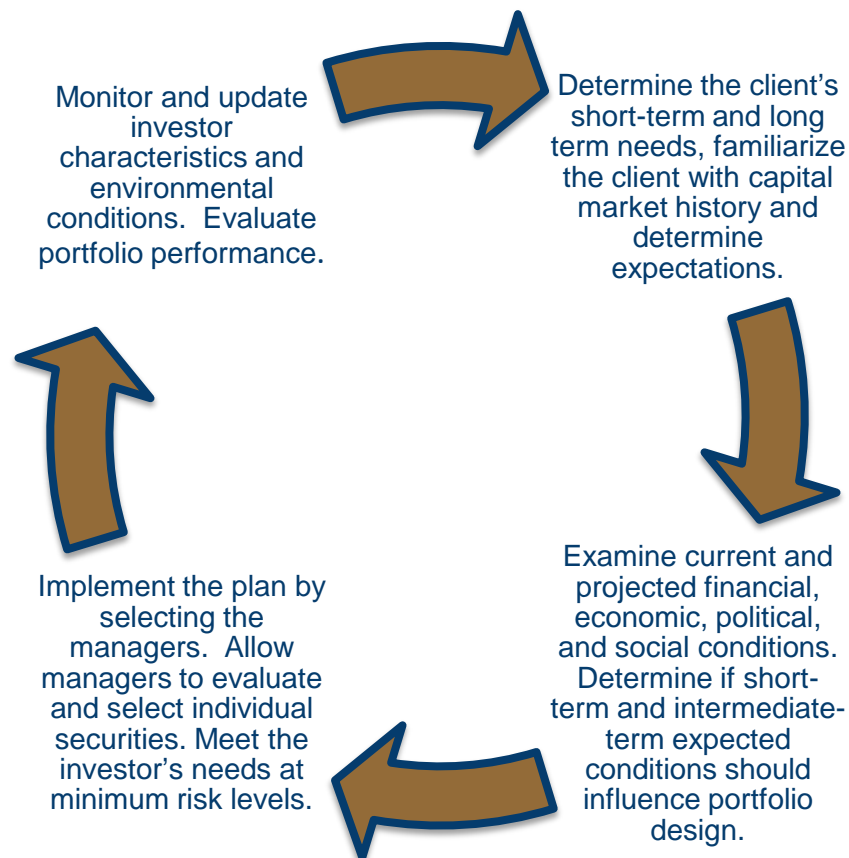 Monitor and update
investor
characteristics and
environmental
conditions.  Evaluate
portfolio performance.
Determine the client's
short-term and long
term needs, familiarize
the client with capital
market history and
determine
expectations.
Examine current and
projected financial,
economic, political,
and social conditions.
Determine if short-
term and intermediate-
term expected
conditions should
influence portfolio
design.
Implement the plan by
selecting the
managers.  Allow
managers to evaluate
and select individual
securities. Meet the
investor's needs at
minimum risk levels.